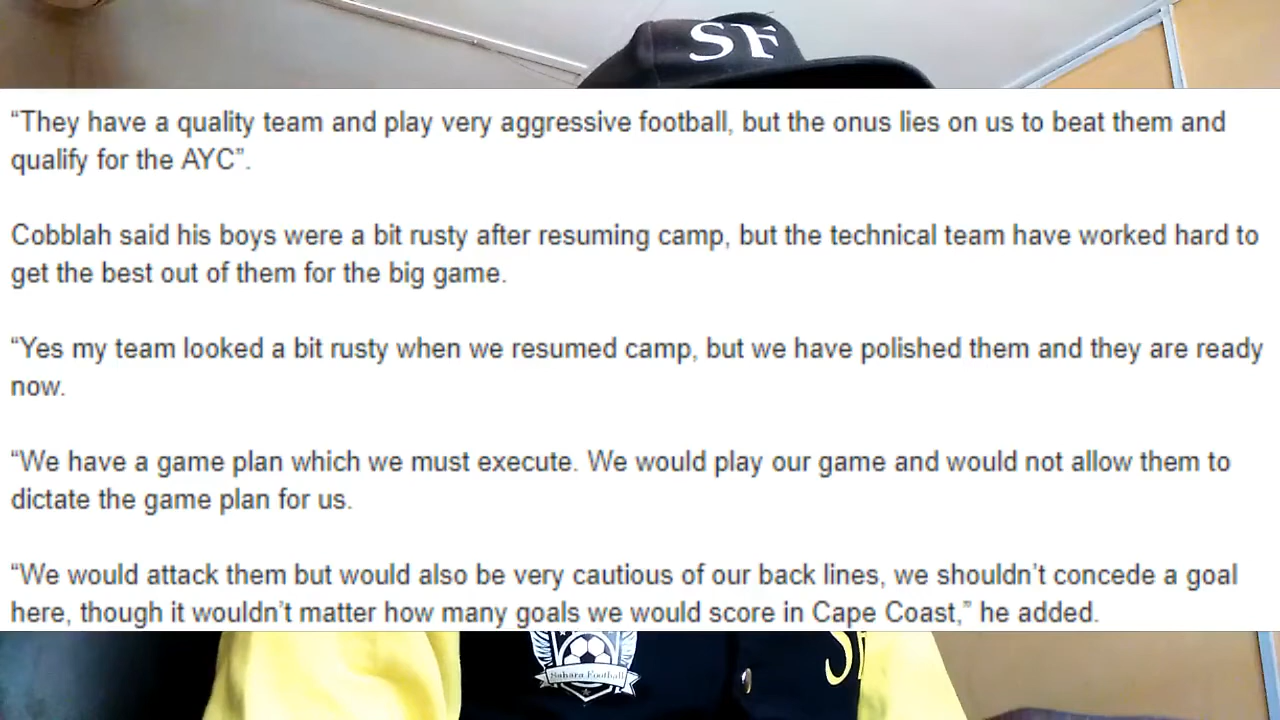 SF
“They have a quality team and play very aggressive football, but the onus lies on us to beat them and
qualify for the AYC”.
Cobblah said his boys were a bit rusty after resuming camp, but the technical team have worked hard to
get the best out of them for the big game.
“Yes my team looked a bit rusty when we resumed camp, but we have polished them and they are ready
now.
“We have a game plan which we must execute. We would play our game and would not allow them to
dictate the game plan for us.
“We would attack them but would also be very cautious of our back lines, we shouldn’t concede a goal
here, though it wouldn’t matter how many goals we would score in Cape Coast,” he added.
Sahara Football
SF